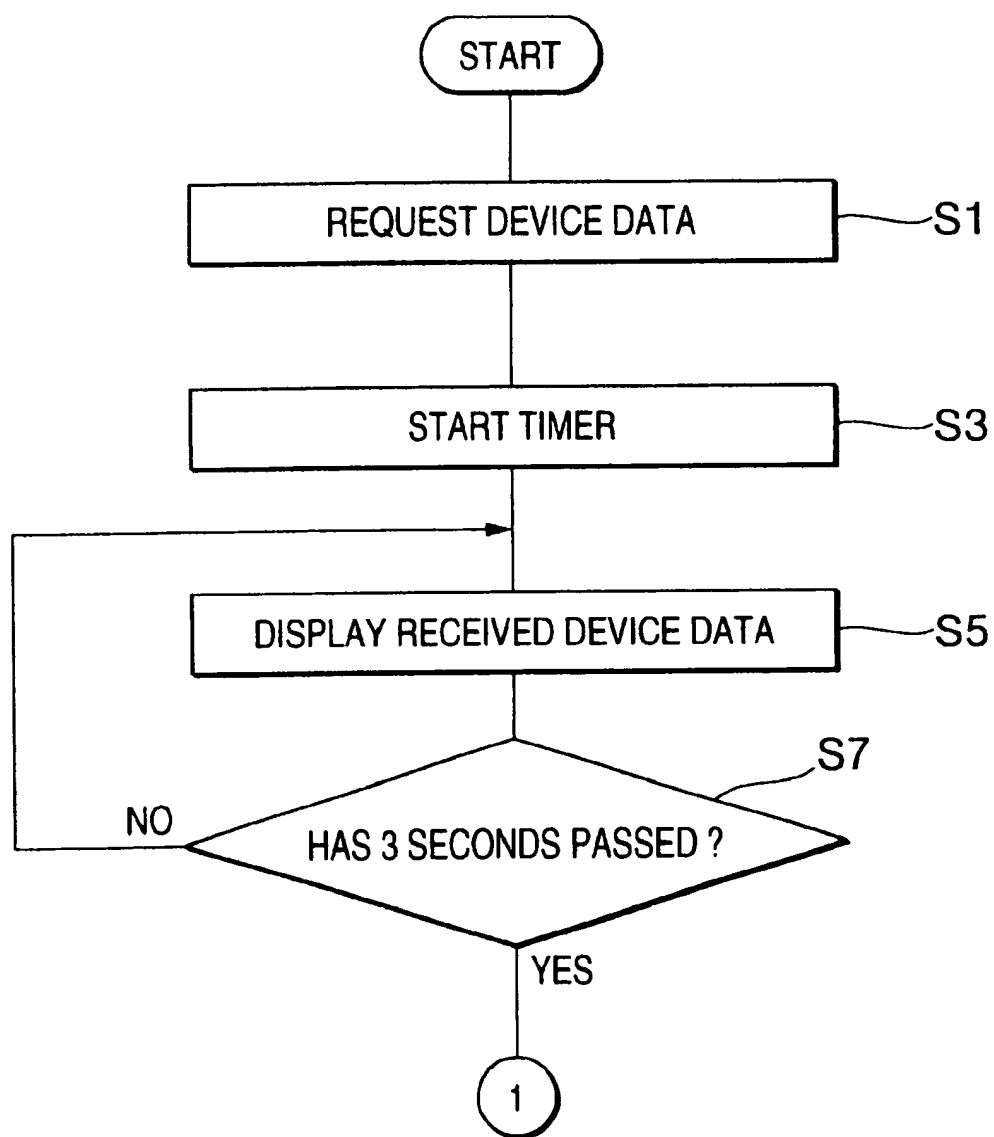 START
REQUEST DEVICE DATA
S1
START TIMER
S3
DISPLAY RECEIVED DEVICE DATA
S5
S7
NO
HAS 3 SECONDS PASSED ?
YES
1